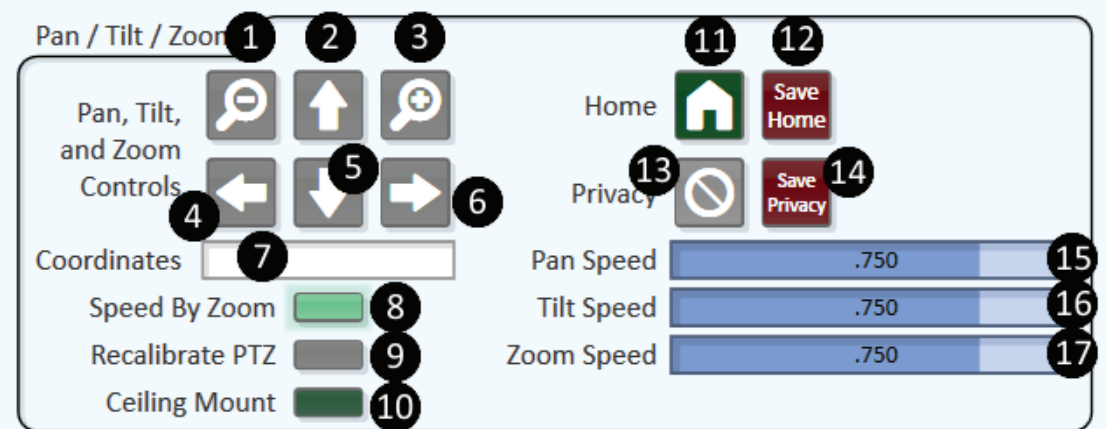 Pan / Tilt / Zoom
1
2
3
11
12
Pan, Tilt,
and Zoom
Controls
Home
Save
Home
4
5
6
Privacy
13
Save
Privacy
14
Coordinates
7
Pan Speed
.750
15
Speed By Zoom
8
Tilt Speed
.750
16
Recalibrate PTZ
9
Zoom Speed
.750
17
Ceiling Mount
10